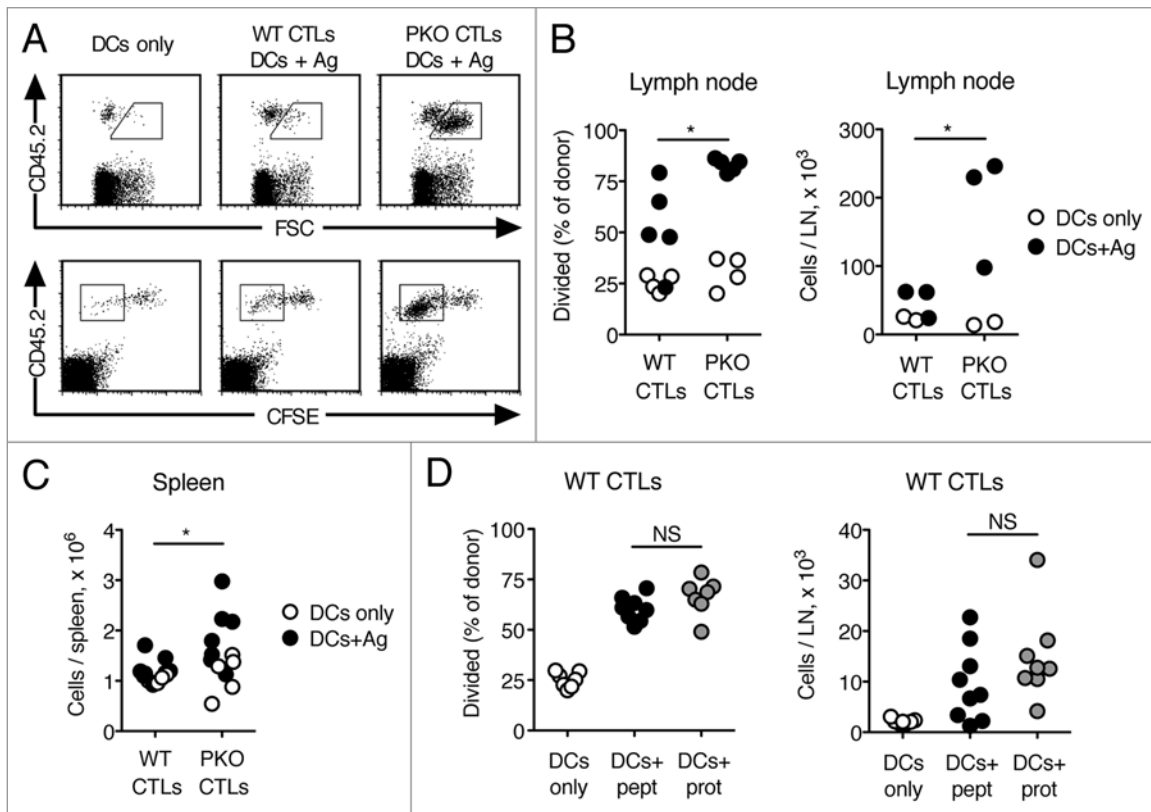 A
DCs only
WT CTLs
DCs + Ag
PKO CTLs
DCs + Ag
CD45.2
FSC
CD45.2
CFSE
B
Lymph node
*
Divided (% of donor)
100
75
50
25
0
WT
CTLs
PKO
CTLs
Lymph node
*
Cells / LN, x 10³
300
200
100
0
WT
CTLs
PKO
CTLs
DCs only
DCs+Ag
C
Spleen
*
Cells / spleen, x 10⁶
4
3
2
1
0
WT
CTLs
PKO
CTLs
DCs only
DCs+Ag
D
WT CTLs
NS
Divided (% of donor)
100
75
50
25
0
DCs
only
DCs+
pept
DCs+
prot
WT CTLs
NS
Cells / LN, x 10³
40
30
20
10
0
DCs
only
DCs+
pept
DCs+
prot